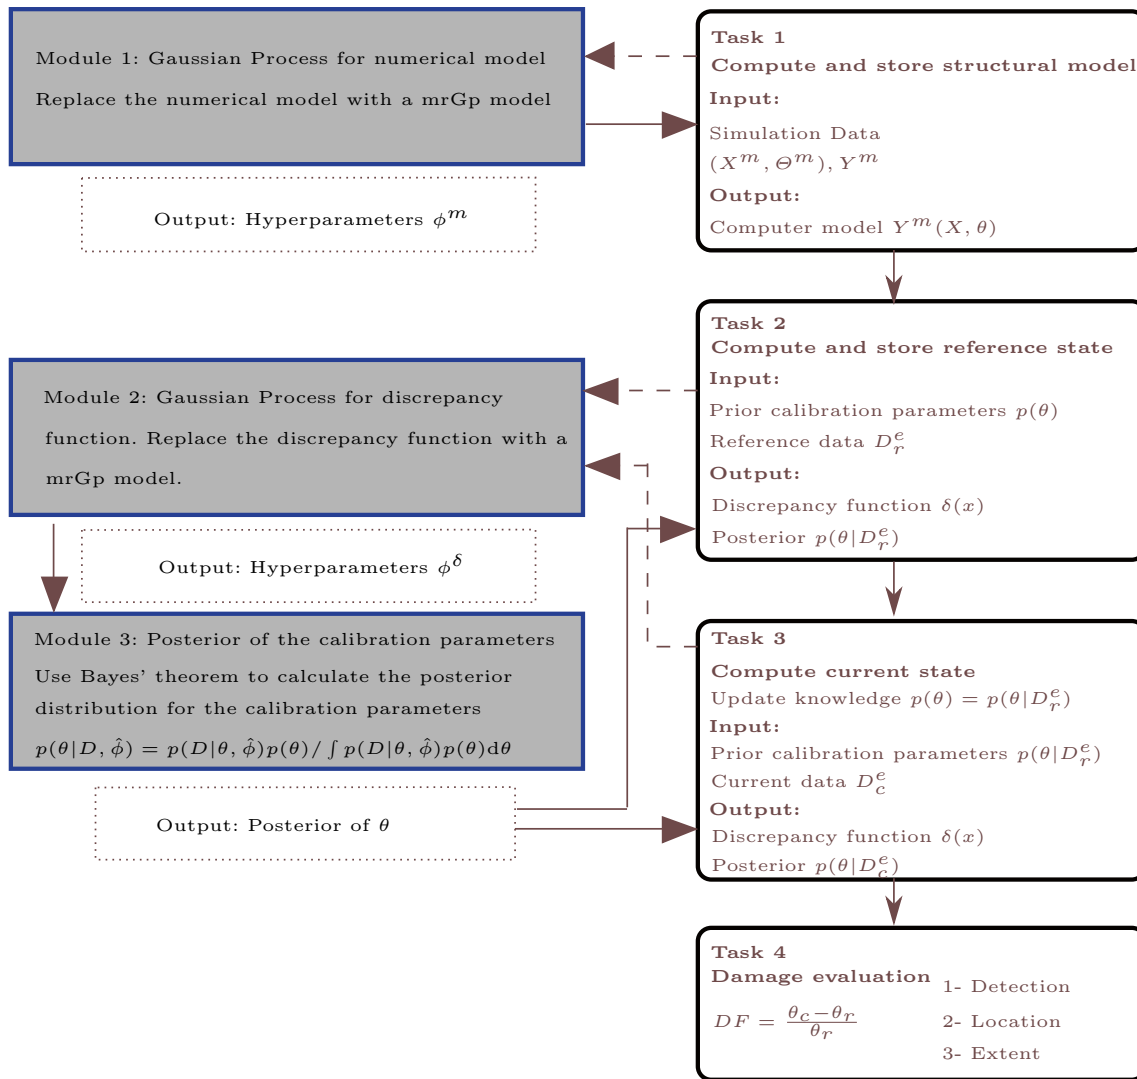 Module 1: Gaussian Process for numerical model
Replace the numerical model with a mrGp model
Output: Hyperparameters ϕ^m
Task 1
Compute and store structural model
Input:
Simulation Data
(X^m, Θ^m), Y^m
Output:
Computer model Y^m(X, θ)
Module 2: Gaussian Process for discrepancy
function. Replace the discrepancy function with a
mrGp model.
Output: Hyperparameters ϕ^δ
Task 2
Compute and store reference state
Input:
Prior calibration parameters p(θ)
Reference data D_r^e
Output:
Discrepancy function δ(x)
Posterior p(θ|D_r^e)
Module 3: Posterior of the calibration parameters
Use Bayes' theorem to calculate the posterior
distribution for the calibration parameters
p(θ|D, ϕ̂) = p(D|θ, ϕ̂)p(θ)/ ∫ p(D|θ, ϕ̂)p(θ)dθ
Output: Posterior of θ
Task 3
Compute current state
Update knowledge p(θ) = p(θ|D_r^e)
Input:
Prior calibration parameters p(θ|D_r^e)
Current data D_c^e
Output:
Discrepancy function δ(x)
Posterior p(θ|D_c^e)
Task 4
Damage evaluation
DF = \frac{θ_c − θ_r}{θ_r}
1- Detection
2- Location
3- Extent